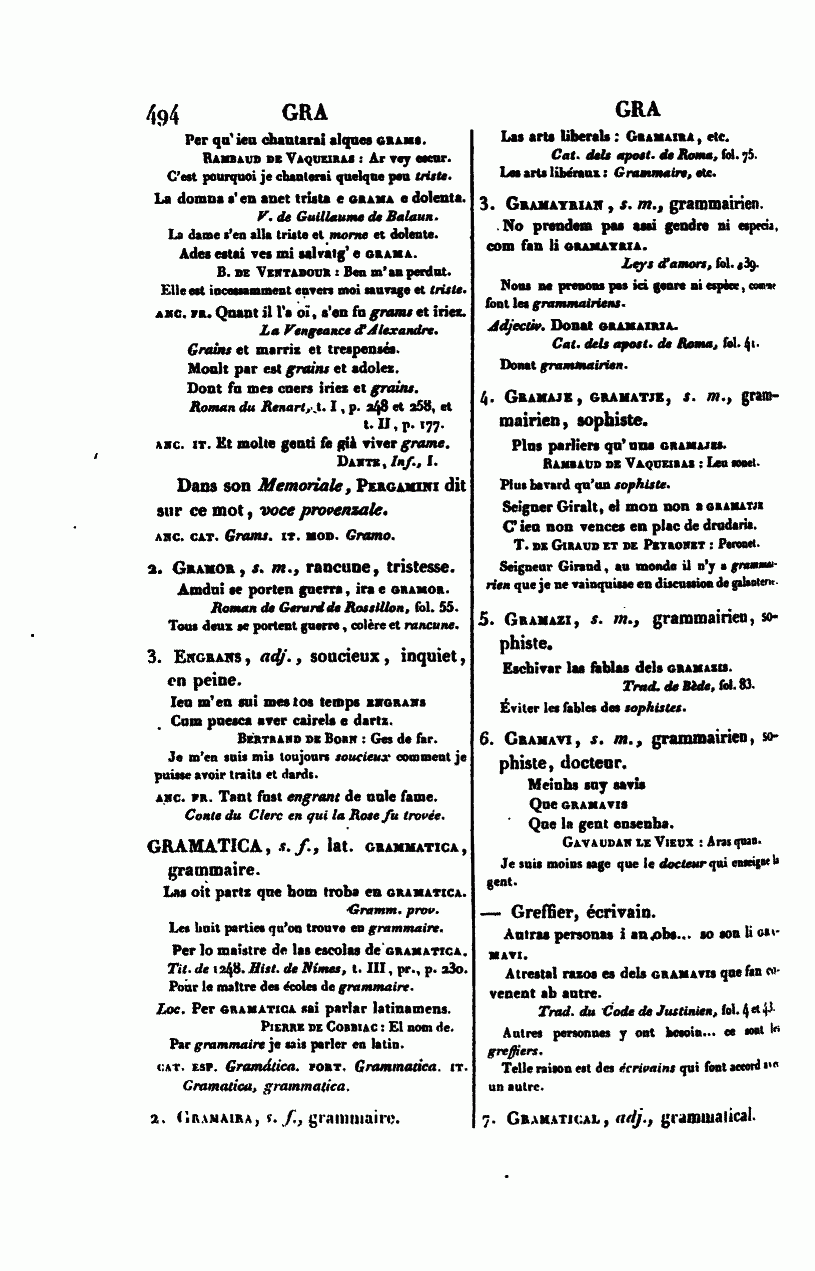 494 GRA
Per qu'ieu chantarai alques GRAMS.
RAMBAUD DE VAQUEIRAS : Ar vey escur.
C'est pourquoi je chanterai quelque peu triste.
La domna s'en anet trista e GRAMA e dolenta.
V. de Guillaume de Balaun.
La dame s'en alla triste et morne et dolente.
Ades estai ves mi salvatg' e GRAMA.
B. DE VENTADOUR : Ben m'an perdut.
Elle est incessamment envers moi sauvage et triste.
ANC. FR. Quant il l'a oï, s'en fu grams et iriez.
La Vengeance d'Alexandre.
Grains et marriz et trespensés.
Moult par est grains et adolez.
Dont fu mes cuers iriez et grains.
Roman du Renart, t. I, p. 248 et 258, et
t. II, p. 177.
ANC. IT. Et molte genti fe già viver grame.
DANTE, Inf., I.
Dans son Memoriale, PERGAMINI dit
sur ce mot, voce provenzale.
ANC. CAT. Grams. IT. MOD. Gramo.
2. GRAMOR, s. m., rancune, tristesse.
Amdui se porten guerra, ira e GRAMOR.
Roman de Gerard de Rossillon, fol. 55.
Tous deux se portent guerre, colère et rancune.
3. ENGRANS, adj., soucieux, inquiet,
en peine.
Ieu m'en sui mes tos temps ENGRANS
Com puesca aver cairels e dartz.
BERTRAND DE BORN : Ges de far.
Je m'en suis mis toujours soucieux comment je
puisse avoir traits et dards.
ANC. FR. Tant fust engrant de nule fame.
Conte du Clerc en qui la Rose fu trovée.
GRAMATICA, s. f., lat. GRAMMATICA,
grammaire.
Las oit partz que hom troba en GRAMATICA.
Gramm. prov.
Les huit parties qu'on trouve en grammaire.
Per lo maistre de las escolas de GRAMATICA.
Tit. de 1248. Hist. de Nîmes, t. III, pr., p. 230.
Pour le maître des écoles de grammaire.
Loc. Per GRAMATICA sai parlar latinamens.
PIERRE DE CORBIAC : El nom de.
Par grammaire je sais parler en latin.
CAT. ESP. Gramática. PORT. Grammatica. IT.
Gramatica, grammatica.
2. GRAMAIRA, s. f., grammaire.
GRA
Las arts liberals : GRAMAIRA, etc.
Cat. dels apost. de Roma, fol. 75.
Les arts libéraux : Grammaire, etc.
3. GRAMAYRIAN, s. m., grammairien.
No prendem pas assi gendre ni especia,
com fan li GRAMAYRIA.
Leys d'amors, fol. 39.
Nous ne prenons pas ici genre ni espèce, comme
font les grammairiens.
Adjectiv. Donat GRAMAIRIA.
Cat. dels apost. de Roma, fol. 41.
Donat grammairien.
4. GRAMAJE, GRAMATJE, s. m., gram-
mairien, sophiste.
Plus parliers qu'uns GRAMAJES.
RAMBAUD DE VAQUEIRAS : Leu sonet.
Plus bavard qu'un sophiste.
Seigner Giralt, el mon non a GRAMATJE
C'ieu non vences en plac de drudaria.
T. DE GIRAUD ET DE PEYRONET : Peronet.
Seigneur Giraud, au monde il n'y a grammai-
rien que je ne vainquisse en discussion de galanterie.
5. GRAMAZI, s. m., grammairien, so-
phiste.
Eschivar las fablas dels GRAMAZIS.
Trad. de Bède, fol. 83.
Éviter les fables des sophistes.
6. GRAMAVI, s. m., grammairien, so-
phiste, docteur.
Meinhs suy savis
Que GRAMAVIS
Que la gent ensenha.
GAVAUDAN LE VIEUX : Aras quan.
Je suis moins sage que le docteur qui enseigne la
gent.
— Greffier, écrivain.
Autras personas i an obs... so son li GRA-
MAVI.
Atrestal razos es dels GRAMAVIS que fan co-
venent ab autre.
Trad. du Code de Justinien, fol. 4 et 43.
Autres personnes y ont besoin... ce sont les
greffiers.
Telle raison est des écrivains qui font accord avec
un autre.
7. GRAMATICAL, adj., grammatical.